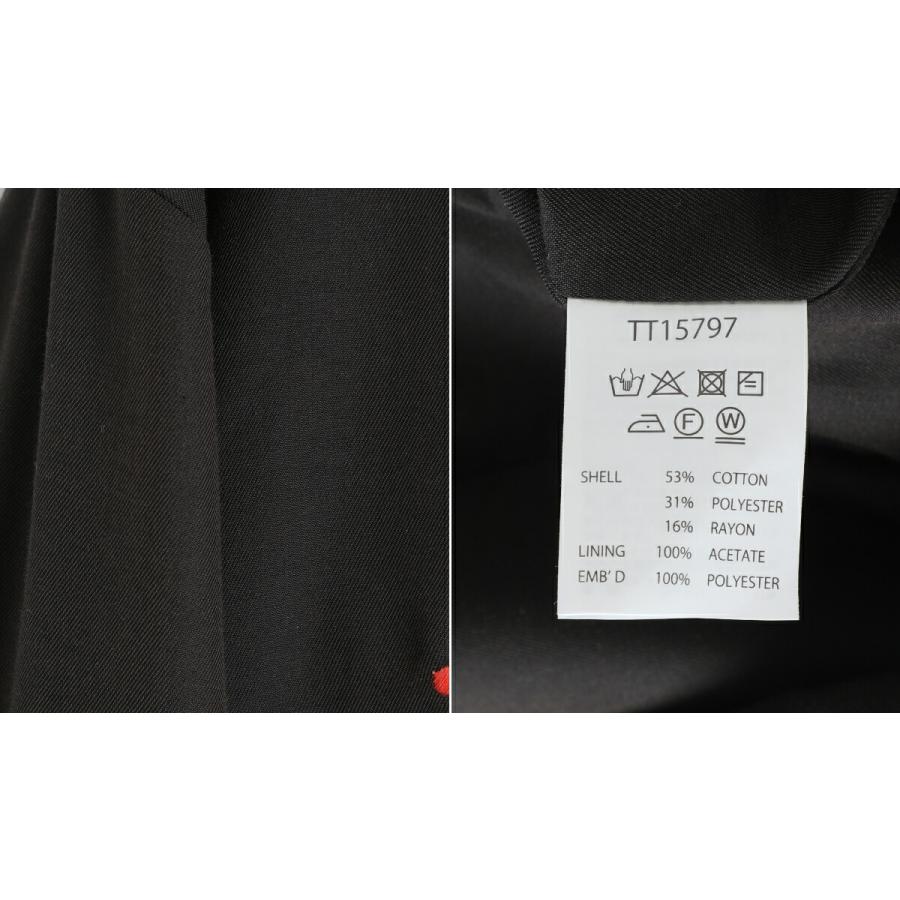 TT15797
F W
SHELL 53% COTTON
31% POLYESTER
16% RAYON
LINING 100% ACETATE
EMB' D 100% POLYESTER